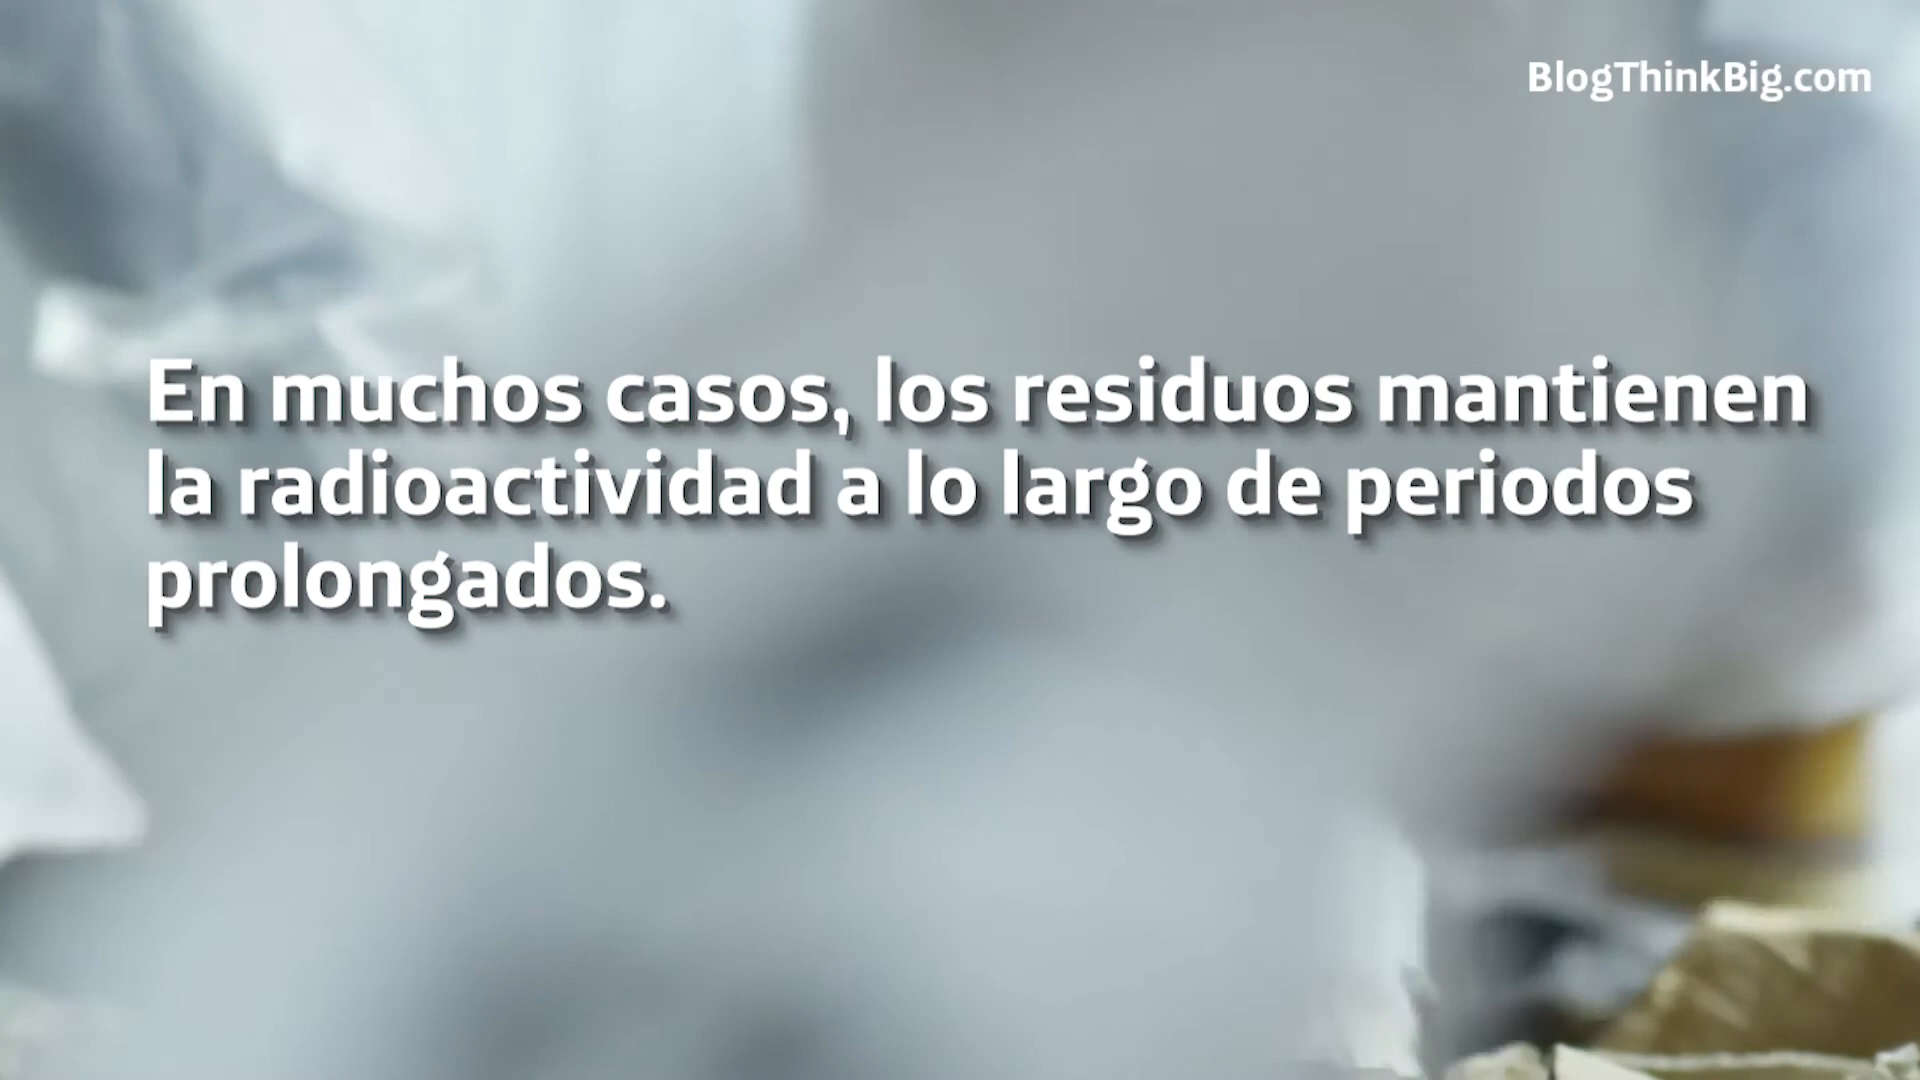 BlogThinkBig.com
En muchos casos, los residuos mantienen
la radioactividad a lo largo de periodos
prolongados.